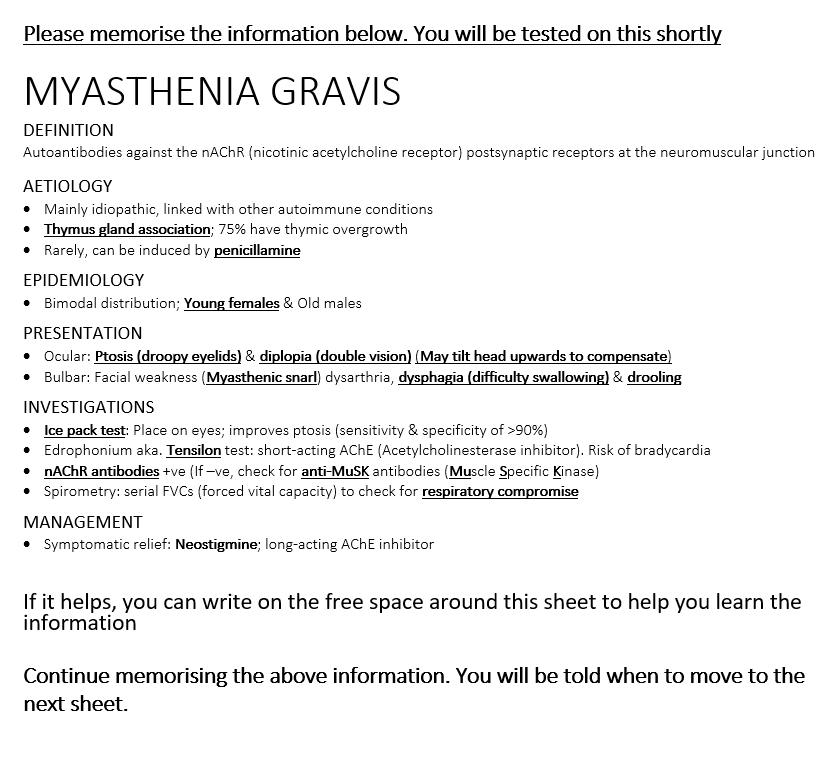 Please memorise the information below. You will be tested on this shortly
MYASTHENIA GRAVIS
DEFINITION
Autoantibodies against the nAChR (nicotinic acetylcholine receptor) postsynaptic receptors at the neuromuscular junction
AETIOLOGY
• Mainly idiopathic, linked with other autoimmune conditions
• Thymus gland association; 75% have thymic overgrowth
• Rarely, can be induced by penicillamine
EPIDEMIOLOGY
• Bimodal distribution; Young females & Old males
PRESENTATION
• Ocular: Ptosis (droopy eyelids) & diplopia (double vision) (May tilt head upwards to compensate)
• Bulbar: Facial weakness (Myasthenic snarl) dysarthria, dysphagia (difficulty swallowing) & drooling
INVESTIGATIONS
• Ice pack test: Place on eyes; improves ptosis (sensitivity & specificity of >90%)
• Edrophonium aka. Tensilon test: short-acting AChE (Acetylcholinesterase inhibitor). Risk of bradycardia
• nAChR antibodies +ve (If –ve, check for anti-MuSK antibodies (Muscle Specific Kinase)
• Spirometry: serial FVCs (forced vital capacity) to check for respiratory compromise
MANAGEMENT
• Symptomatic relief: Neostigmine; long-acting AChE inhibitor
If it helps, you can write on the free space around this sheet to help you learn the
information
Continue memorising the above information. You will be told when to move to the
next sheet.